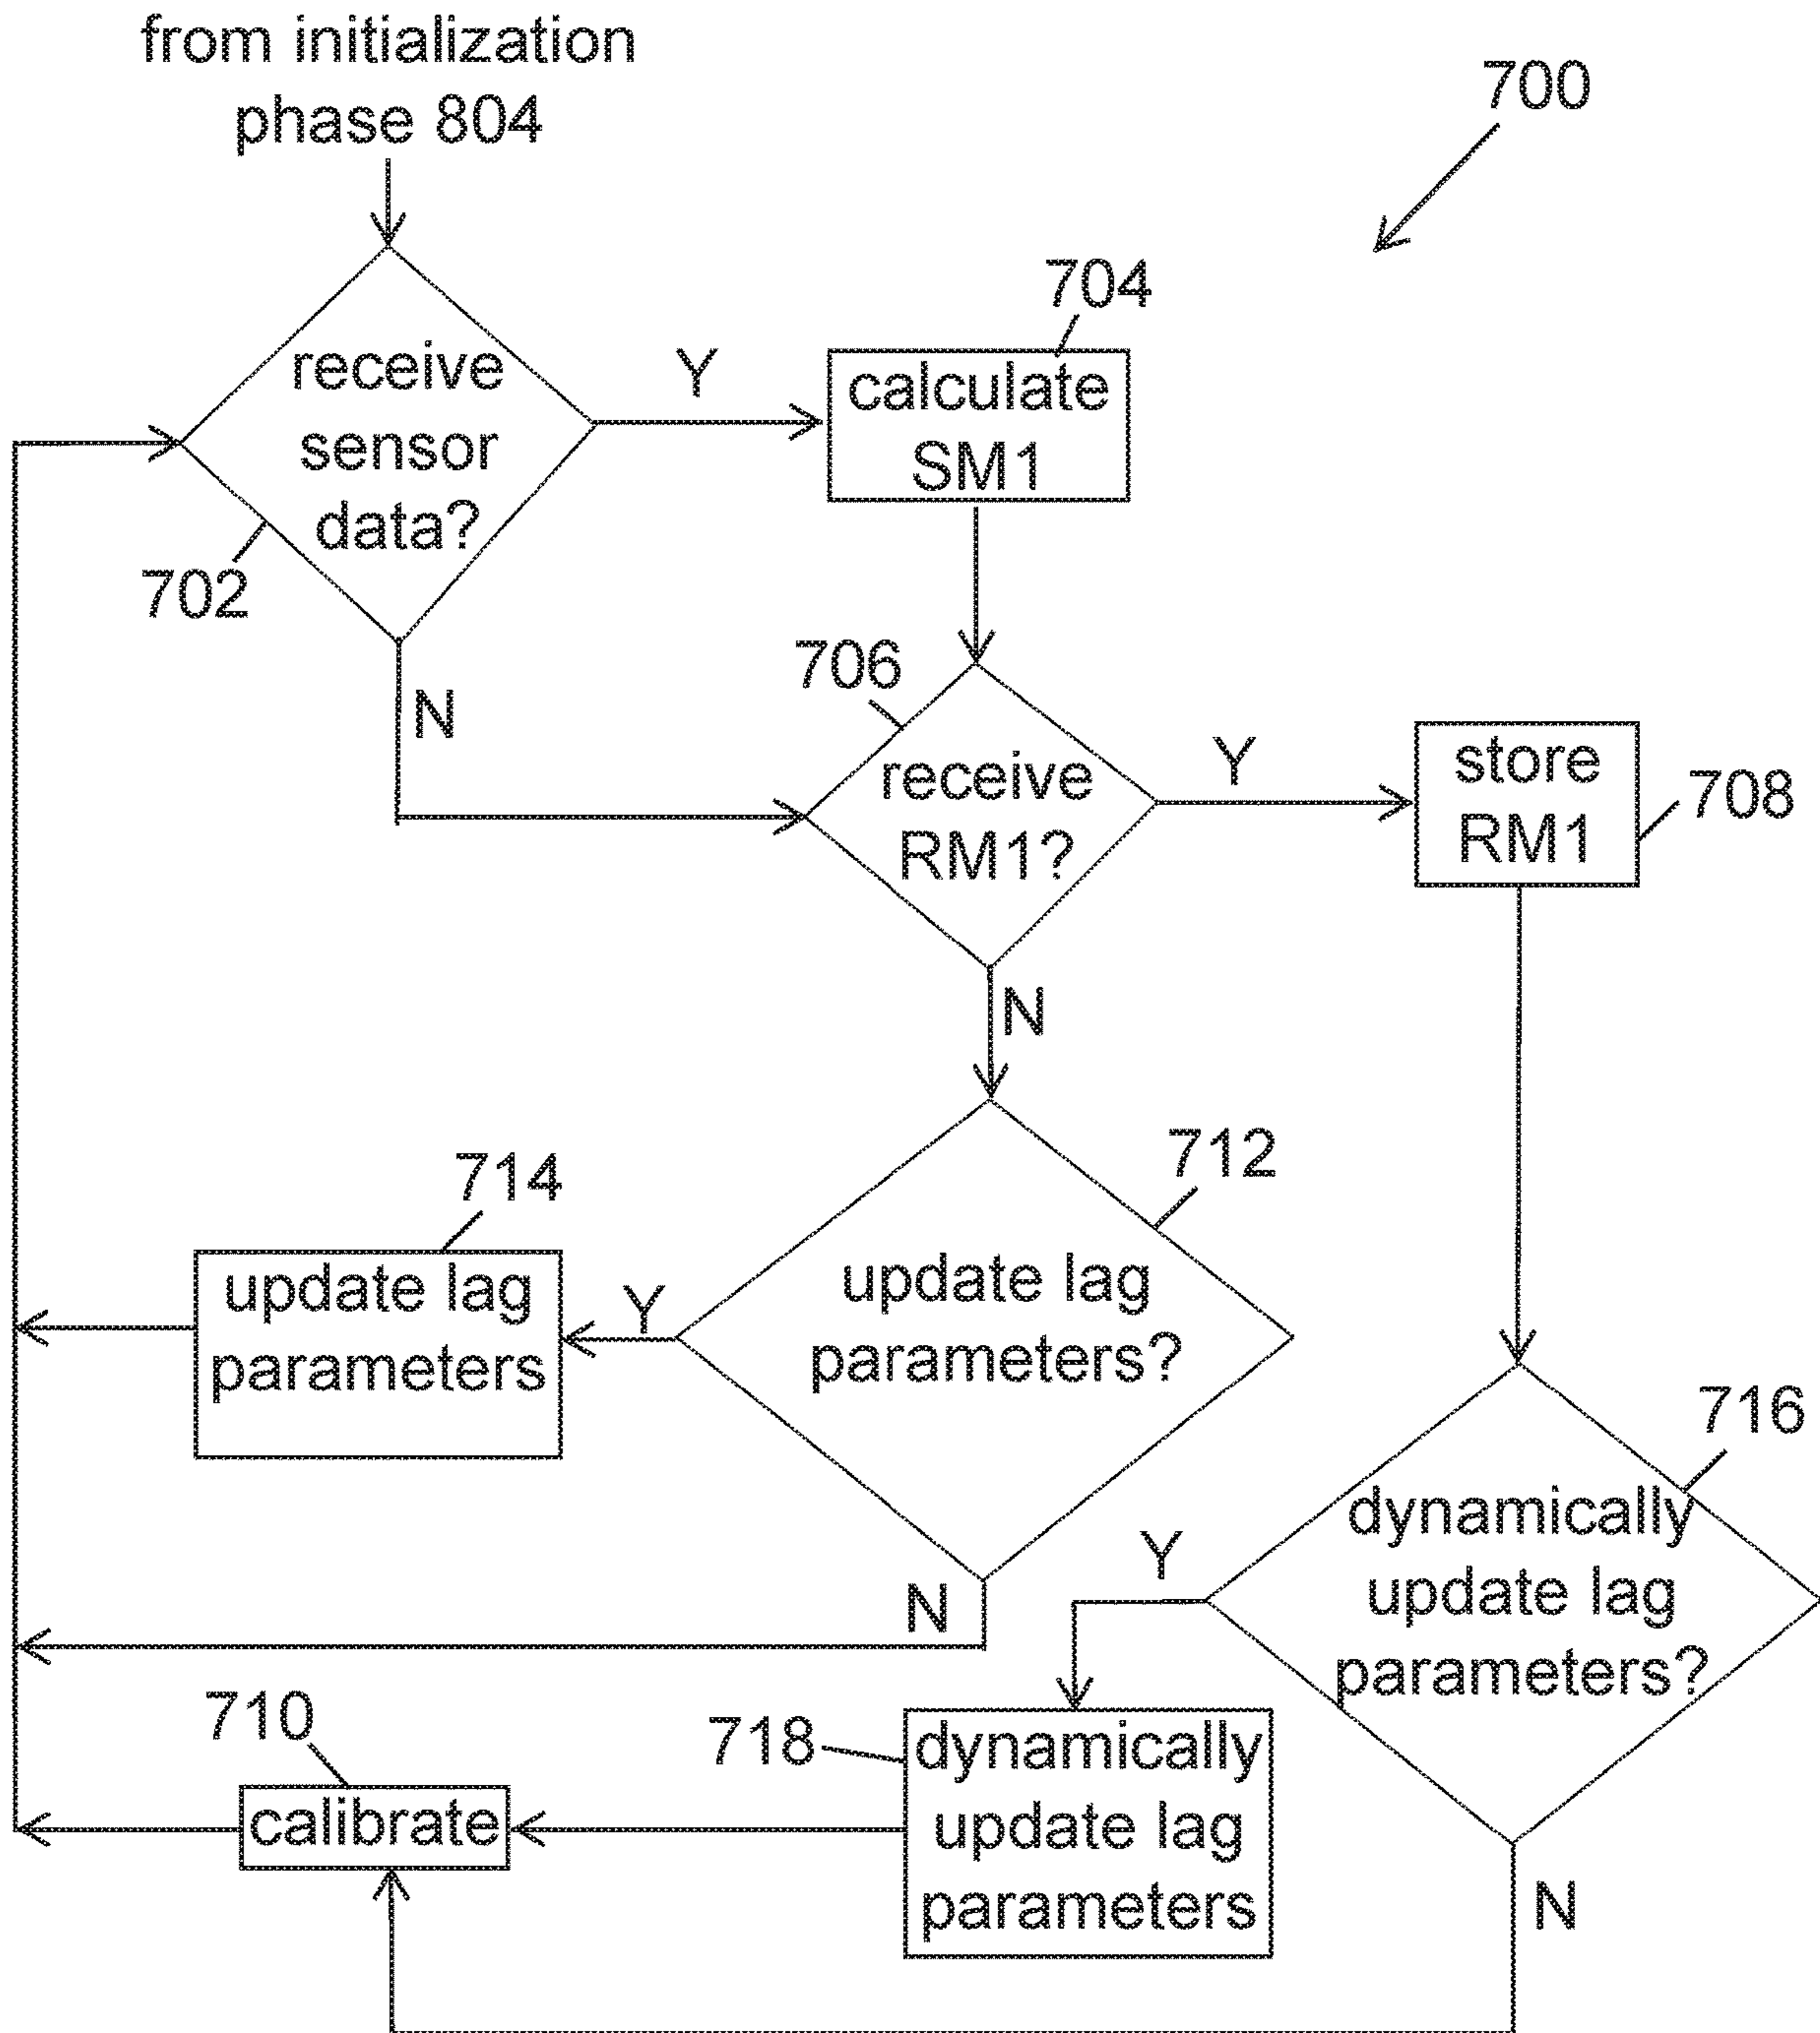 from initialization
phase 804
700
704
receive
sensor
data?
Y
calculate
SM1
702
706
N
receive
RM1?
Y
store
RM1
708
N
712
714
update lag
parameters
Y
update lag
parameters?
716
dynamically
update lag
parameters?
Y
N
710
718
dynamically
update lag
parameters
calibrate
N